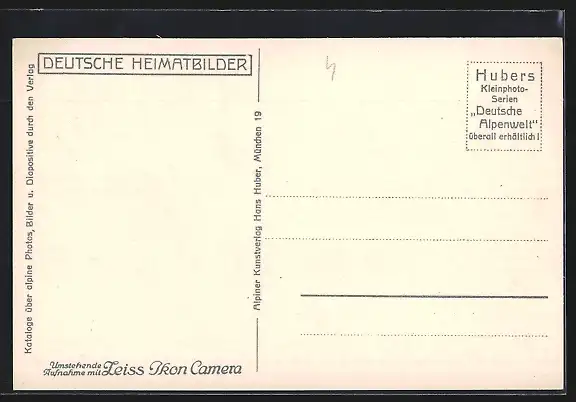 DEUTSCHE HEIMATBILDER
Kataloge über alpine Photos, Bilder u. Diapositive durch den Verlag
Umstehende
Aufnahme mit Zeiss Ikon Camera
Alpiner Kunstverlag Hans Huber, München 19
Hubers
Kleinphoto-
Serien
„Deutsche
Alpenwelt"
überall erhältlich!